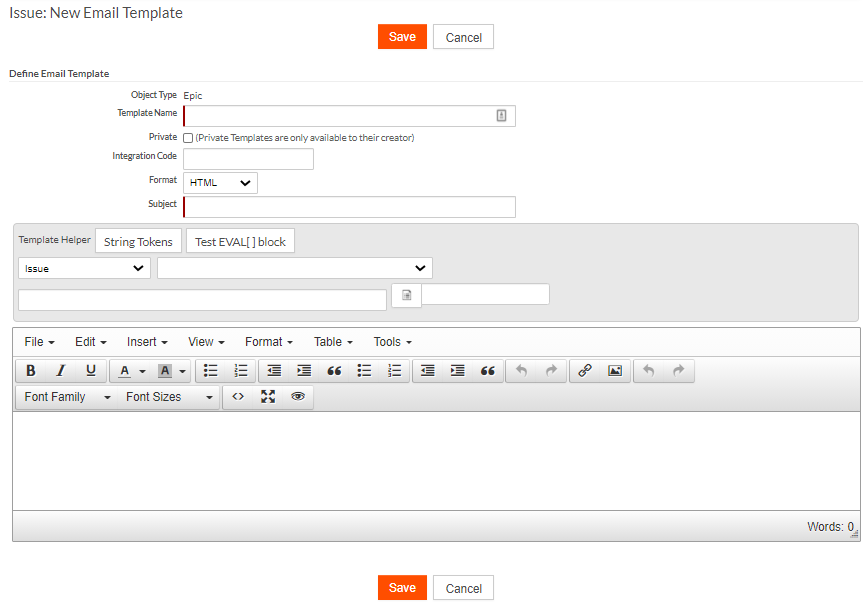 Issue: New Email Template
Save Cancel
Define Email Template
Object Type Epic
Template Name
Private (Private Templates are only available to their creator)
Integration Code
Format HTML
Subject
Template Helper String Tokens Test EVAL[ ] block
Issue
File Edit Insert View Format Table Tools
B I U A A
Font Family Font Sizes
Words: 0
Save Cancel